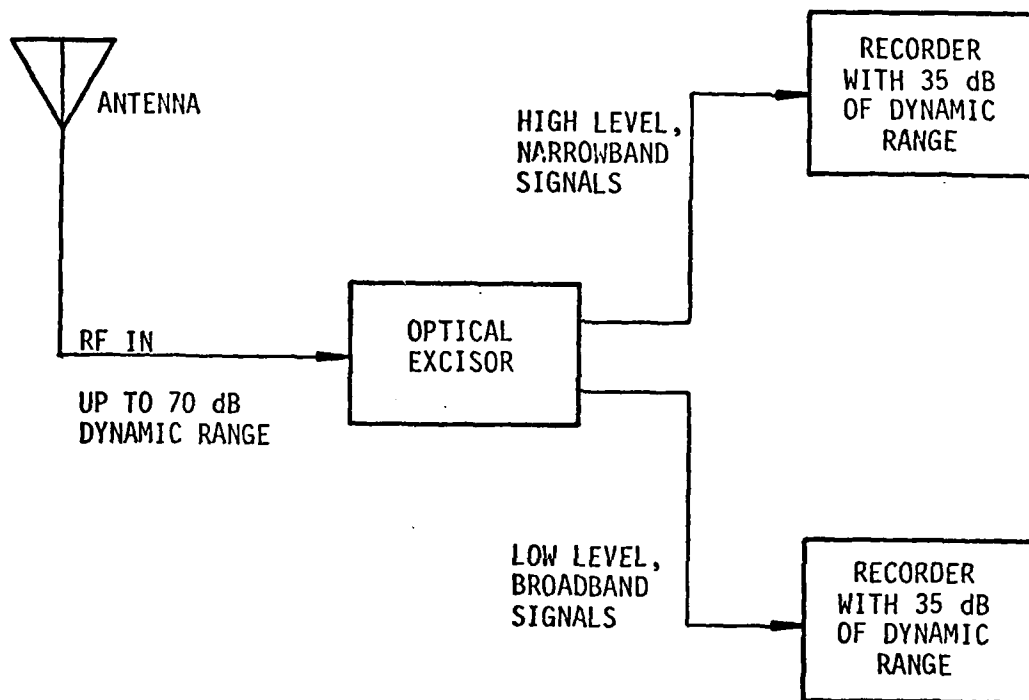 ANTENNA
RF IN
UP TO 70 dB
DYNAMIC RANGE
OPTICAL
EXCISOR
HIGH LEVEL,
NARROWBAND
SIGNALS
RECORDER
WITH 35 dB
OF DYNAMIC
RANGE
LOW LEVEL,
BROADBAND
SIGNALS
RECORDER
WITH 35 dB
OF DYNAMIC
RANGE